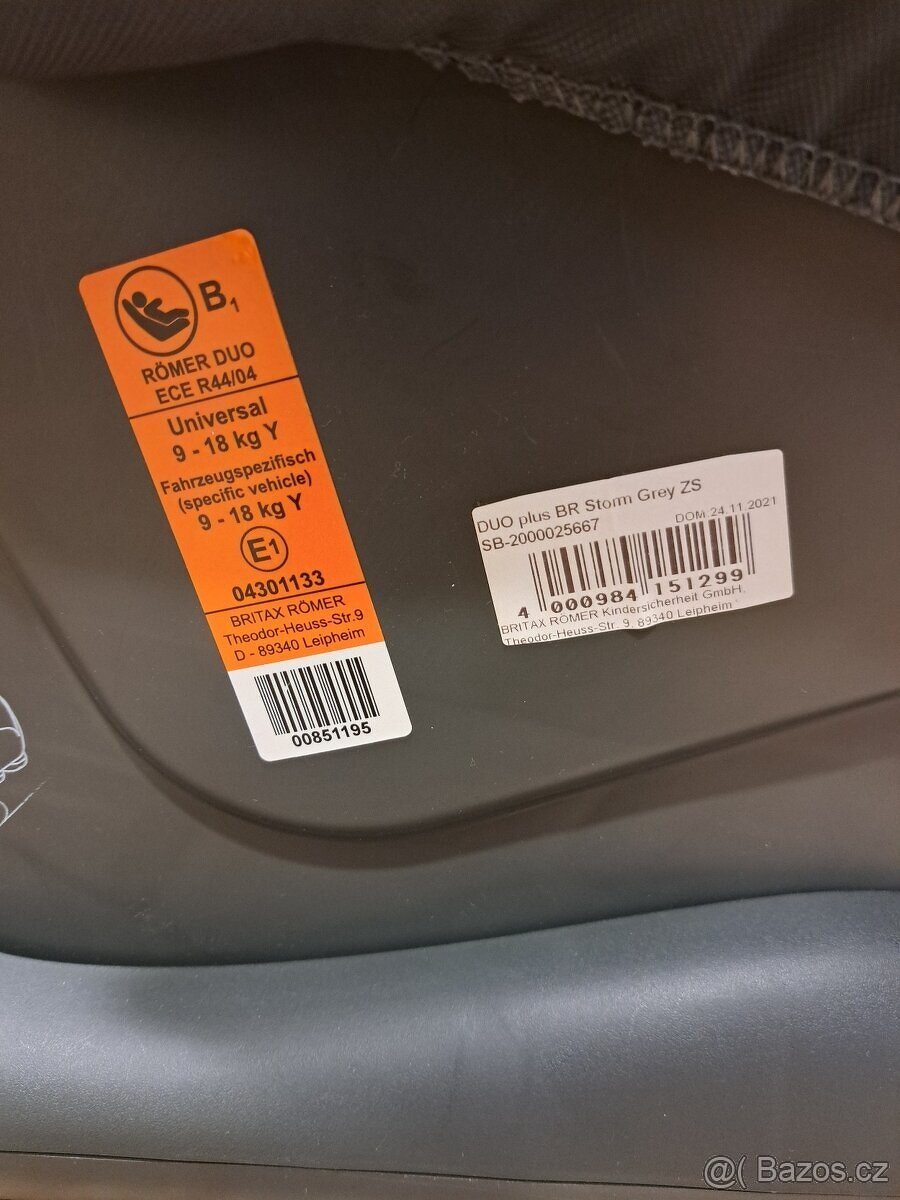 B1
RÖMER DUO
ECE R44/04
Universal
9 - 18 kg Y
Fahrzeugspezifisch
(specific vehicle)
9 - 18 kg Y
E1
04301133
BRITAX RÖMER
Theodor-Heuss-Str.9
D - 89340 Leipheim
00851195
DUO plus BR Storm Grey ZS
SB-2000025667 DOM.24.11.2021
4 000984 151299
BRITAX RÖMER Kindersicherheit GmbH,
Theodor-Heuss-Str. 9, 89340 Leipheim
@( Bazos.cz